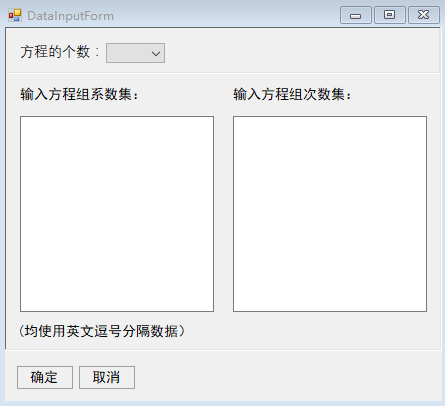 DataInputForm
方程的个数：
输入方程组系数集： 输入方程组次数集：
(均使用英文逗号分隔数据）
确定 取消